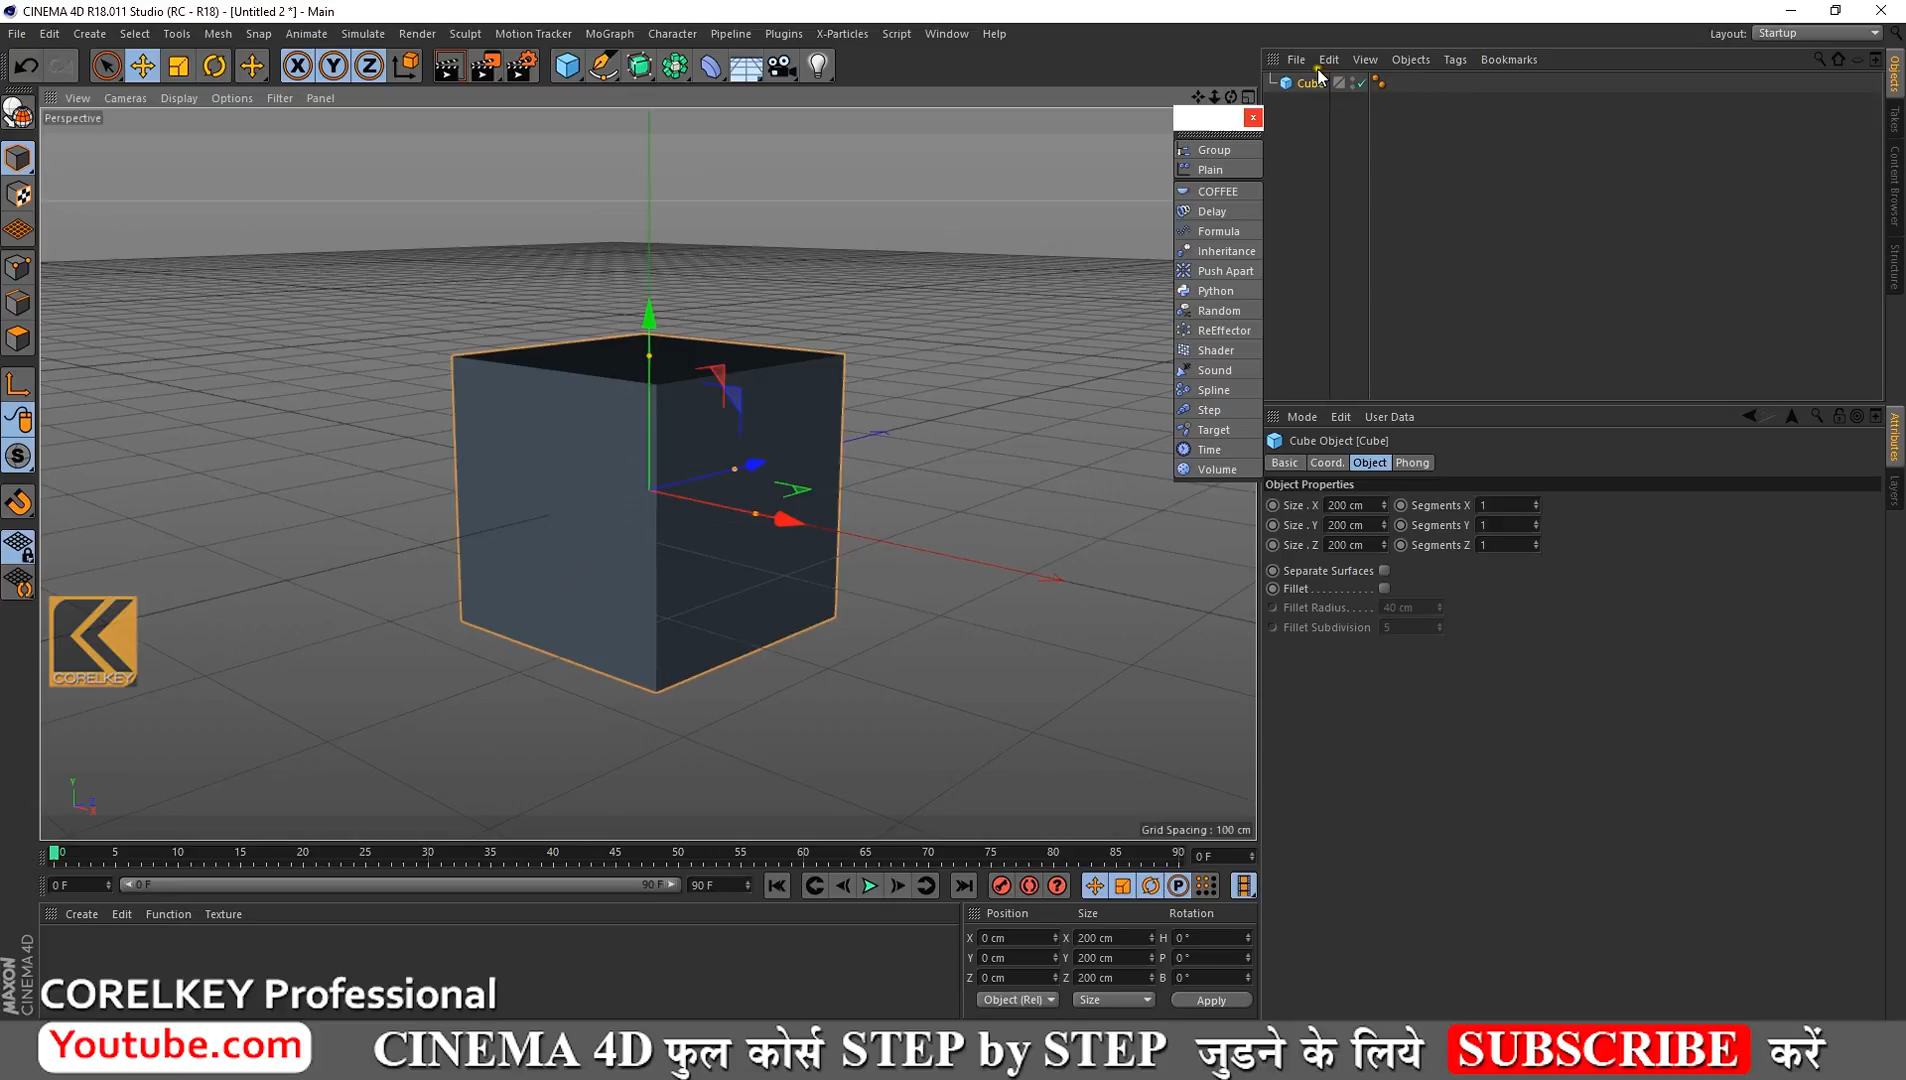 CINEMA 4D R18.011 Studio (RC - R18) - [Untitled 2 *] - Main
File Edit Create Select Tools Mesh Snap Animate Simulate Render Sculpt Motion Tracker MoGraph Character Pipeline Plugins X-Particles Script Window Help Layout: Startup
X Y Z
File Edit View Objects Tags Bookmarks
Cube
View Cameras Display Options Filter Panel
Perspective
Group
Plain
COFFEE
Delay
Formula
Inheritance
Push Apart
Python
Random
ReEffector
Shader
Sound
Spline
Step
Target
Time
Volume
Objects
Takes
Content Browser
Structure
Mode Edit User Data
Cube Object [Cube]
Basic Coord. Object Phong
Object Properties
Size . X 200 cm Segments X 1
Size . Y 200 cm Segments Y 1
Size . Z 200 cm Segments Z 1
Separate Surfaces
Fillet . . . . . . . . . . .
Fillet Radius. . . . . 40 cm
Fillet Subdivision 5
Attributes
Layers
CORELKEY
Y
Z
X
Grid Spacing : 100 cm
0 5 10 15 20 25 30 35 40 45 50 55 60 65 70 75 80 85 90 0 F
0 F 0 F 90 F 90 F
P
Create Edit Function Texture
Position Size Rotation
X 0 cm X 200 cm H 0 °
Y 0 cm Y 200 cm P 0 °
Z 0 cm Z 200 cm B 0 °
Object (Rel) Size Apply
MAXON
CINEMA 4D
CORELKEY Professional
Youtube.com CINEMA 4D फुल कोर्स STEP by STEP जुडने के लिये SUBSCRIBE करें